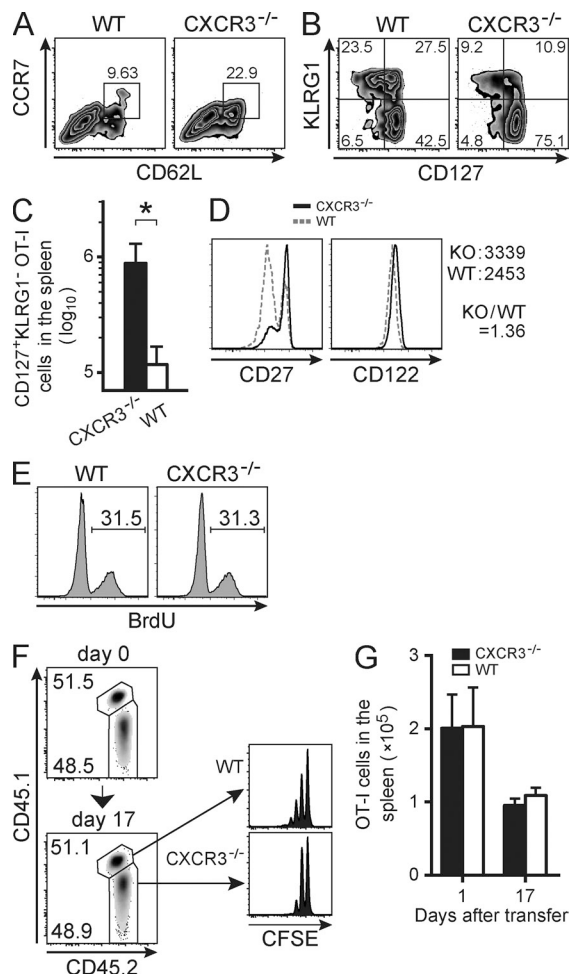 A
WT
CXCR3-/-
CCR7
9.63
22.9
CD62L
B
WT
CXCR3-/-
KLRG1
23.5
27.5
9.2
10.9
6.5
42.5
4.8
75.1
CD127
C
CD127+KLRG1- OT-I
cells in the spleen
(log10)
6
5
*
CXCR3-/-
WT
D
CXCR3-/-
WT
KO:3339
WT:2453
KO/WT
=1.36
CD27
CD122
E
WT
CXCR3-/-
31.5
31.3
BrdU
F
day 0
51.5
48.5
day 17
51.1
48.9
CD45.1
CD45.2
WT
CXCR3-/-
CFSE
G
CXCR3-/-
WT
OT-I cells in the
spleen (×105)
3
2
1
0
1
17
Days after transfer